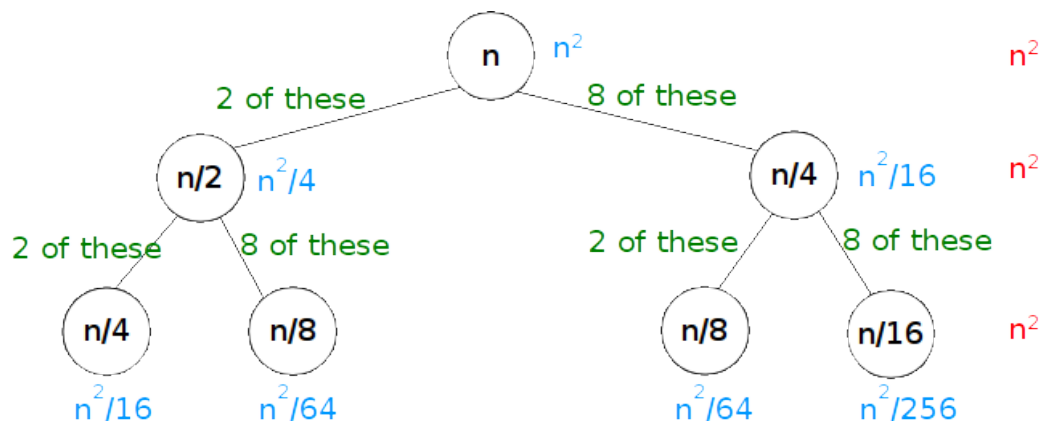 n n² n²
2 of these 8 of these
n/2 n²/4 n/4 n²/16 n²
2 of these 8 of these 2 of these 8 of these
n/4 n/8 n/8 n/16 n²
n²/16 n²/64 n²/64 n²/256